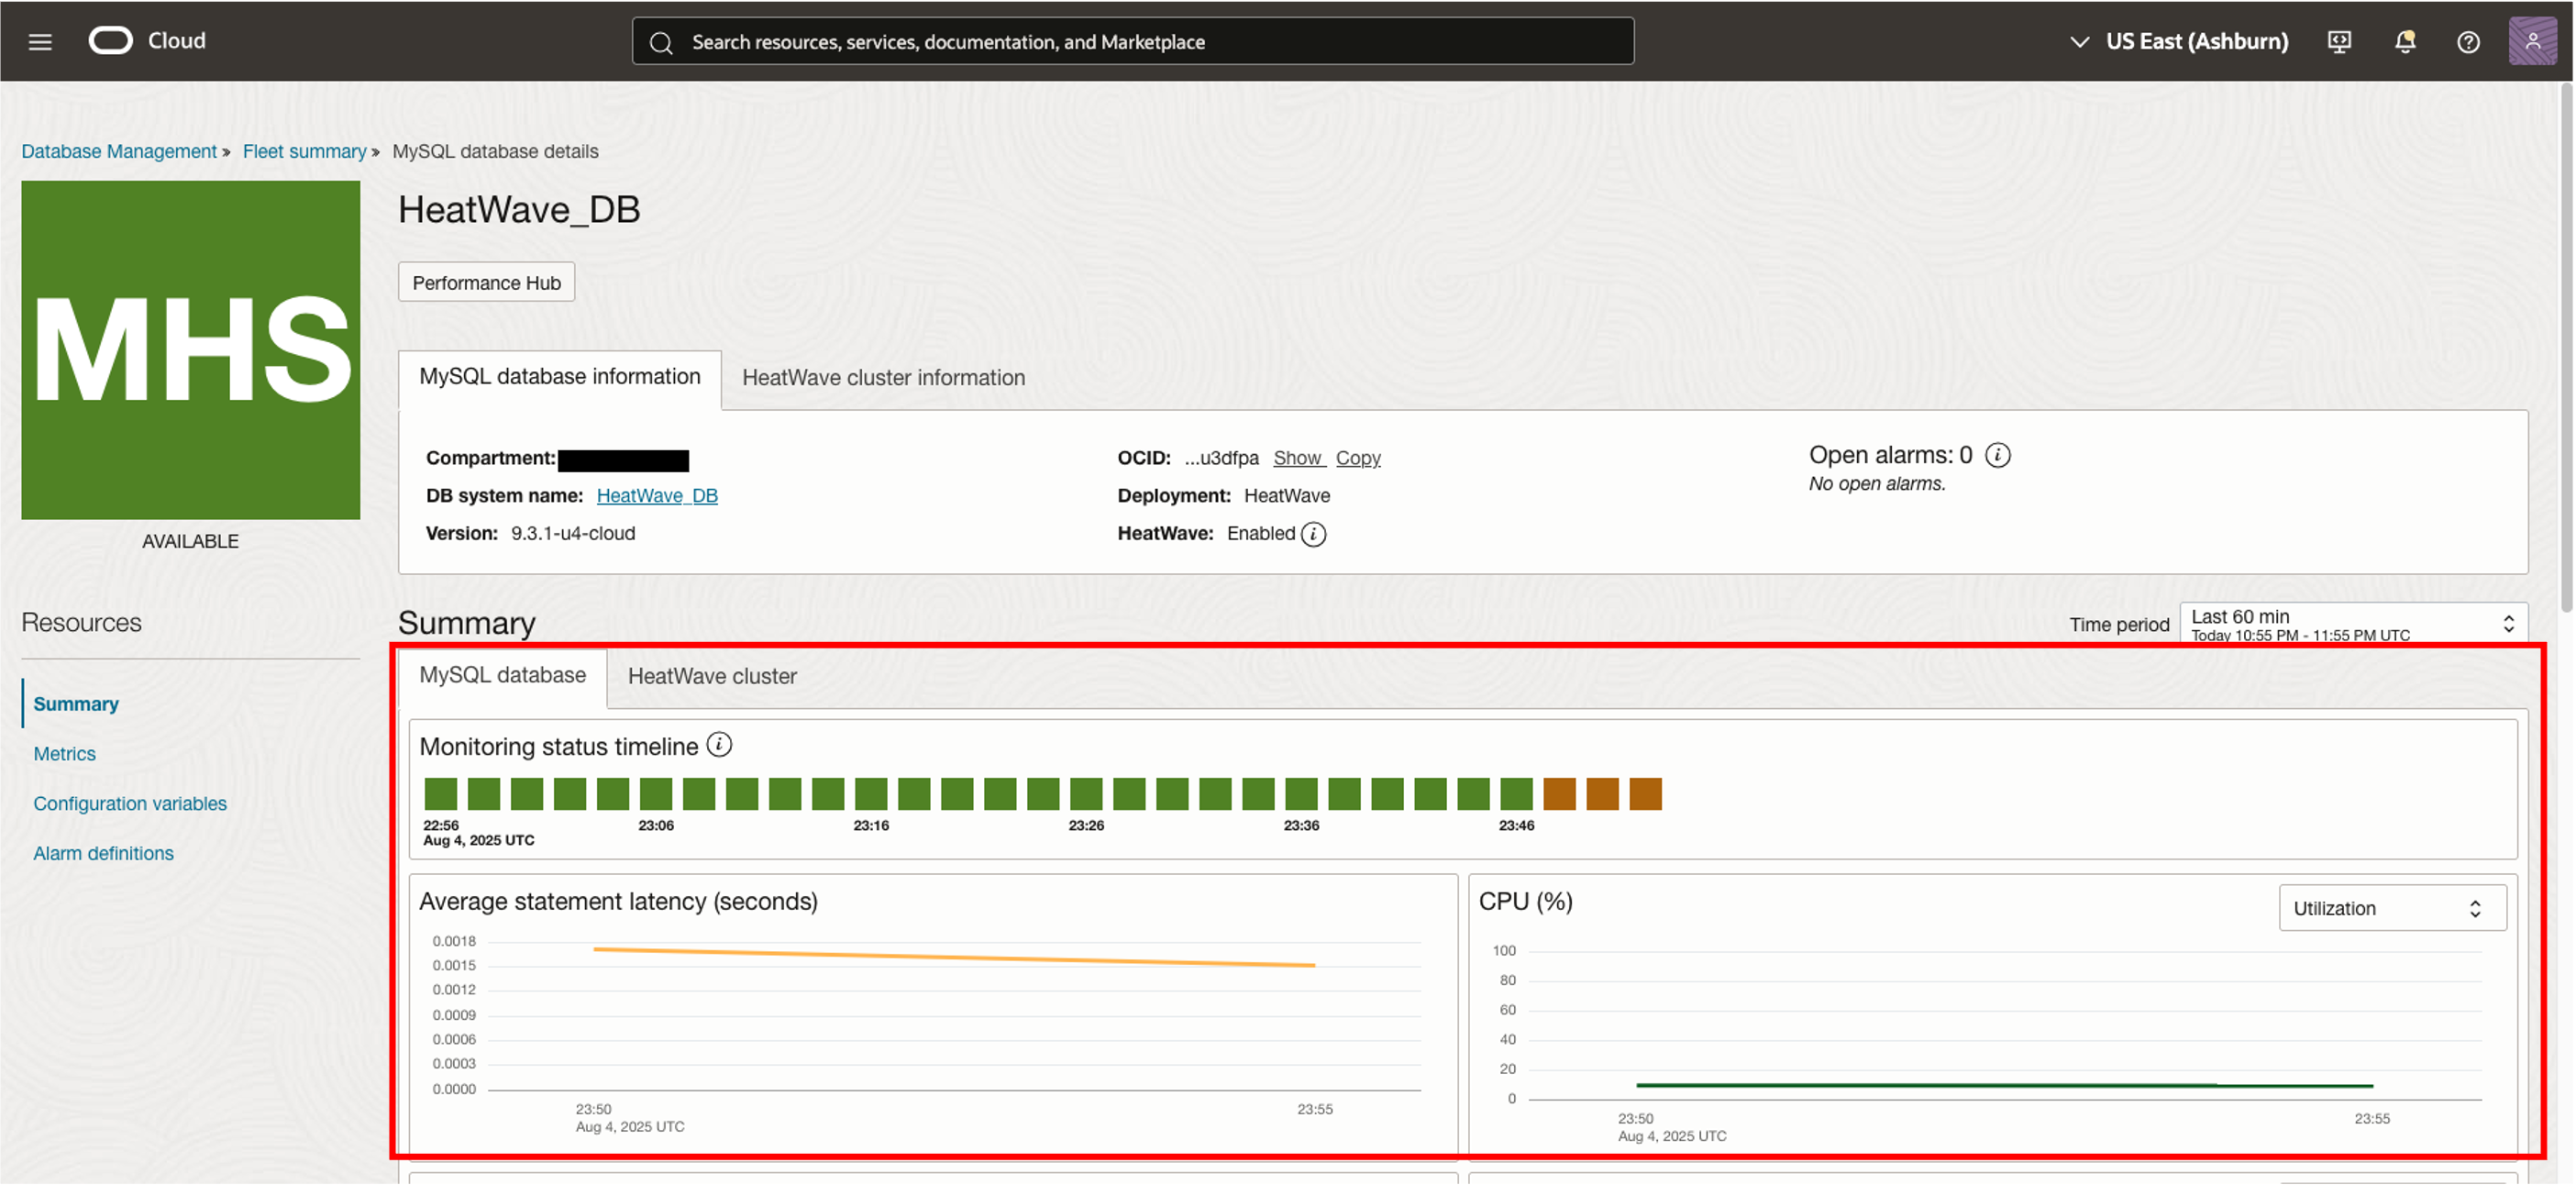 Cloud
Search resources, services, documentation, and Marketplace
US East (Ashburn)
Database Management » Fleet summary » MySQL database details
MHS
AVAILABLE
HeatWave_DB
Performance Hub
MySQL database information
HeatWave cluster information
Compartment:
DB system name: HeatWave_DB
Version: 9.3.1-u4-cloud
OCID: ...u3dfpa Show Copy
Deployment: HeatWave
HeatWave: Enabled
Open alarms: 0
No open alarms.
Resources
Summary
Metrics
Configuration variables
Alarm definitions
Summary
Time period
Last 60 min
Today 10:55 PM - 11:55 PM UTC
MySQL database
HeatWave cluster
Monitoring status timeline
22:56 23:06 23:16 23:26 23:36 23:46
Aug 4, 2025 UTC
Average statement latency (seconds)
0.0018
0.0015
0.0012
0.0009
0.0006
0.0003
0.0000
23:50 23:55
Aug 4, 2025 UTC
CPU (%)
Utilization
100
80
60
40
20
0
23:50 23:55
Aug 4, 2025 UTC